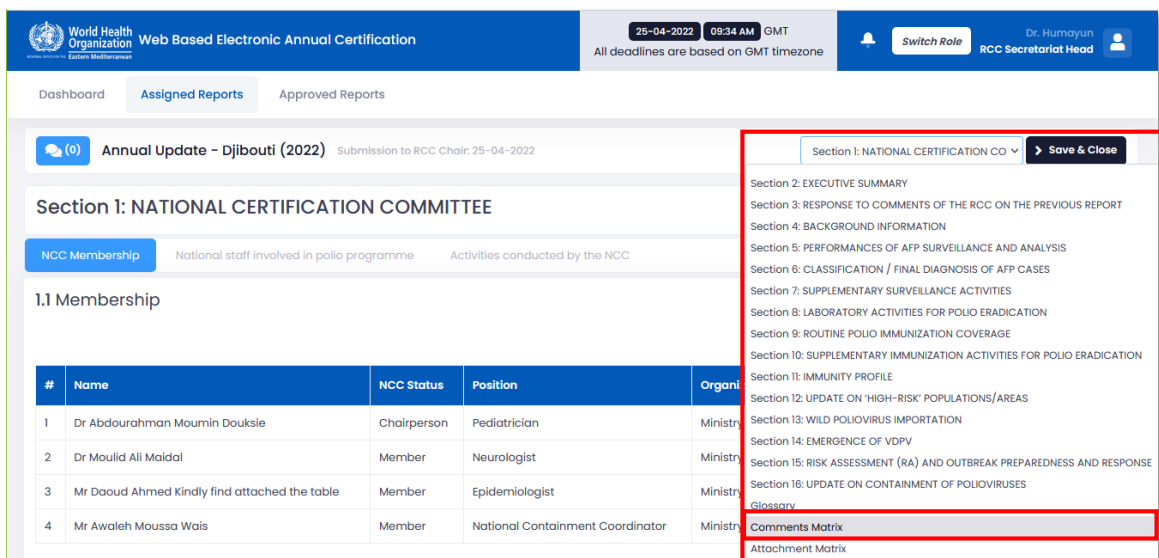 World Health
Organization
Eastern Mediterranean
Web Based Electronic Annual Certification
25-04-2022 09:34 AM GMT
All deadlines are based on GMT timezone
Switch Role
Dr. Humayun
RCC Secretariat Head
Dashboard Assigned Reports Approved Reports
(0) Annual Update - Djibouti (2022) Submission to RCC Chair: 25-04-2022
Section 1: NATIONAL CERTIFICATION CO Save & Close
Section 1: NATIONAL CERTIFICATION COMMITTEE
NCC Membership National staff involved in polio programme Activities conducted by the NCC
1.1 Membership
# Name NCC Status Position Organi
1 Dr Abdourahman Moumin Douksie Chairperson Pediatrician Ministry
2 Dr Moulid Ali Maidal Member Neurologist Ministry
3 Mr Daoud Ahmed Kindly find attached the table Member Epidemiologist Ministry
4 Mr Awaleh Moussa Wais Member National Containment Coordinator Ministry
Section 2: EXECUTIVE SUMMARY
Section 3: RESPONSE TO COMMENTS OF THE RCC ON THE PREVIOUS REPORT
Section 4: BACKGROUND INFORMATION
Section 5: PERFORMANCES OF AFP SURVEILLANCE AND ANALYSIS
Section 6: CLASSIFICATION / FINAL DIAGNOSIS OF AFP CASES
Section 7: SUPPLEMENTARY SURVEILLANCE ACTIVITIES
Section 8: LABORATORY ACTIVITIES FOR POLIO ERADICATION
Section 9: ROUTINE POLIO IMMUNIZATION COVERAGE
Section 10: SUPPLEMENTARY IMMUNIZATION ACTIVITIES FOR POLIO ERADICATION
Section 11: IMMUNITY PROFILE
Section 12: UPDATE ON 'HIGH-RISK' POPULATIONS/AREAS
Section 13: WILD POLIOVIRUS IMPORTATION
Section 14: EMERGENCE OF VDPV
Section 15: RISK ASSESSMENT (RA) AND OUTBREAK PREPAREDNESS AND RESPONSE
Section 16: UPDATE ON CONTAINMENT OF POLIOVIRUSES
Glossary
Comments Matrix
Attachment Matrix